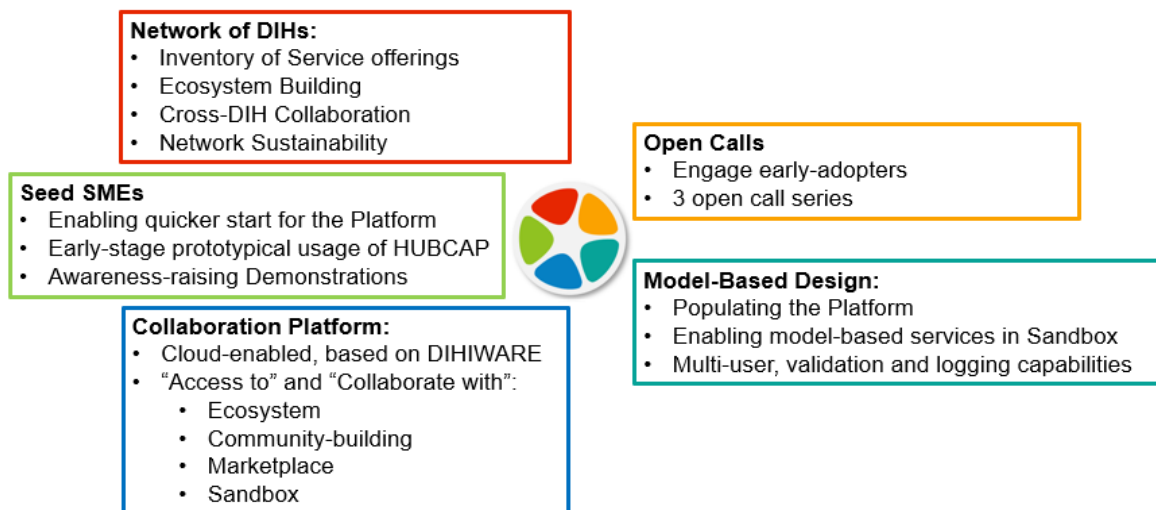 Network of DIHs:
• Inventory of Service offerings
• Ecosystem Building
• Cross-DIH Collaboration
• Network Sustainability
Seed SMEs
• Enabling quicker start for the Platform
• Early-stage prototypical usage of HUBCAP
• Awareness-raising Demonstrations
Collaboration Platform:
• Cloud-enabled, based on DIHIWARE
• “Access to” and “Collaborate with”:
• Ecosystem
• Community-building
• Marketplace
• Sandbox
Open Calls
• Engage early-adopters
• 3 open call series
Model-Based Design:
• Populating the Platform
• Enabling model-based services in Sandbox
• Multi-user, validation and logging capabilities